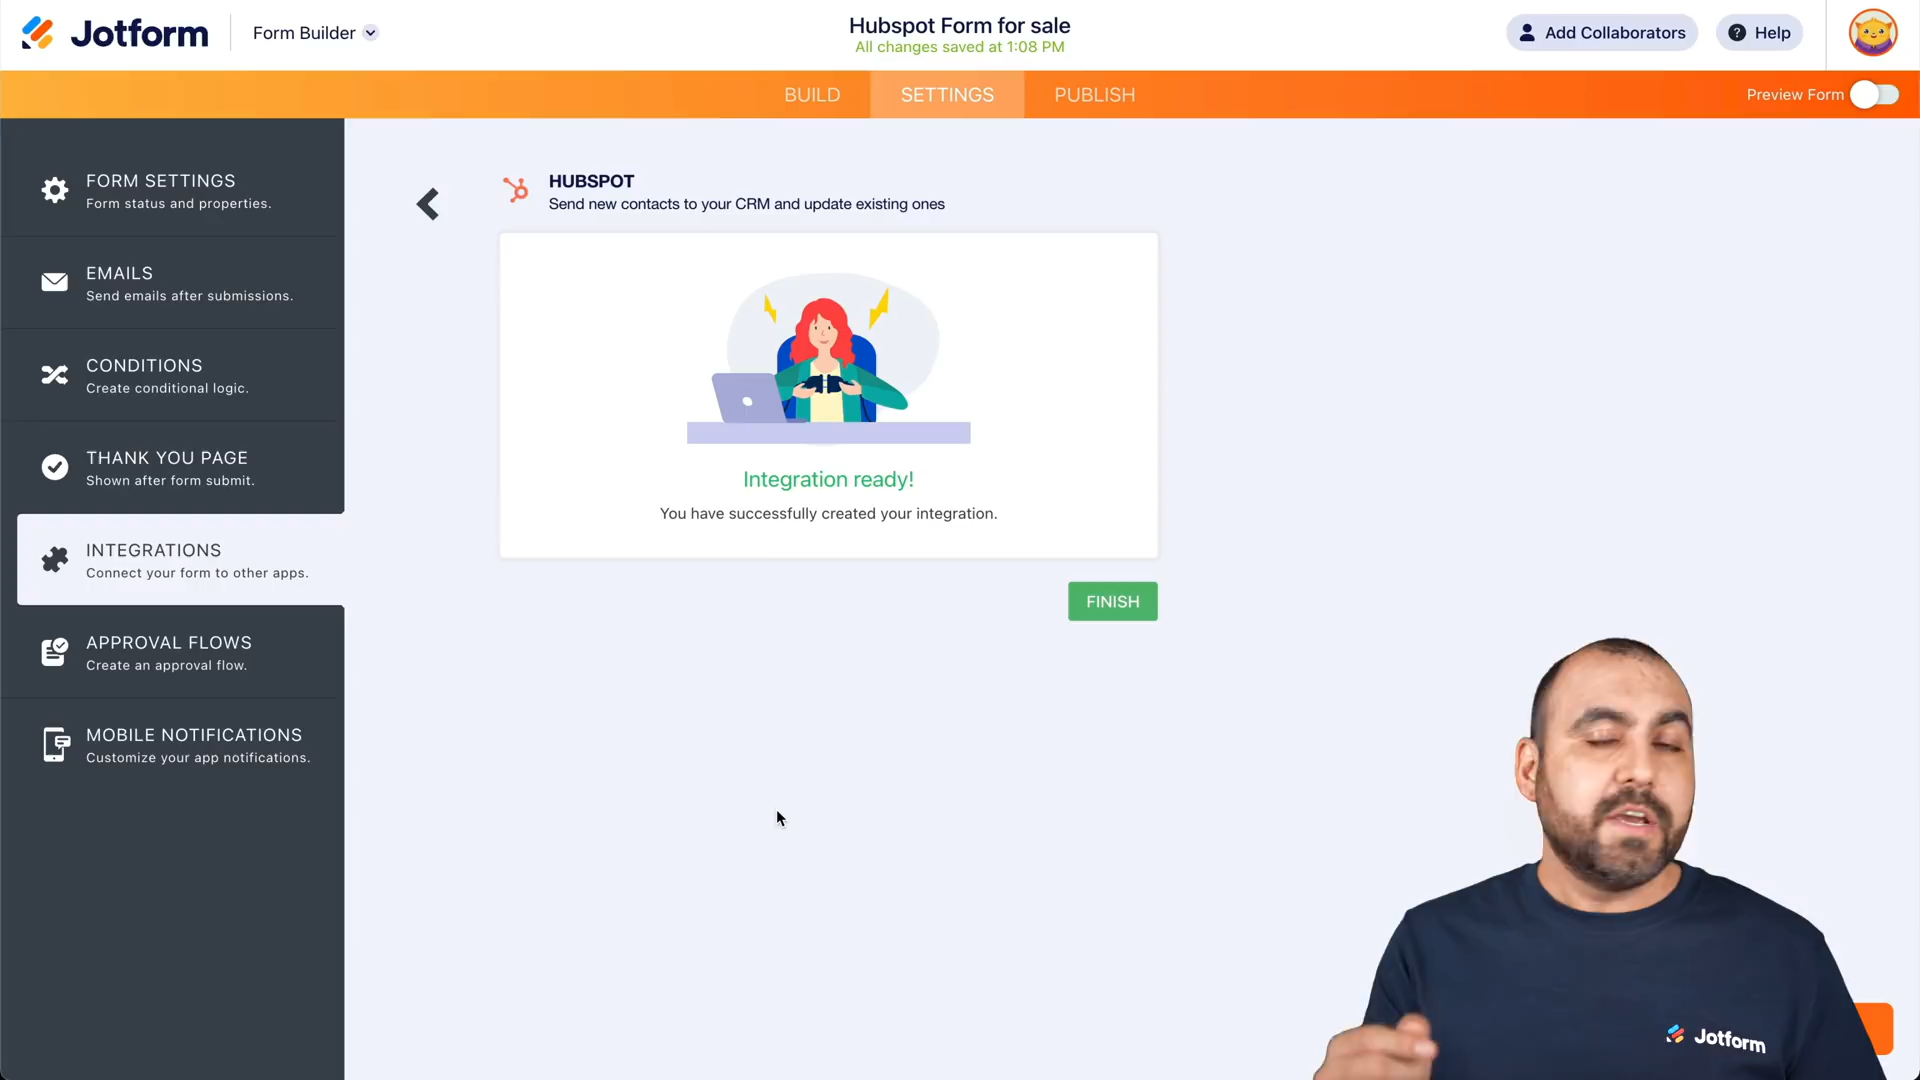 Jotform
Form Builder
Hubspot Form for sale
All changes saved at 1:08 PM
Add Collaborators
? Help
BUILD
SETTINGS
PUBLISH
Preview Form
FORM SETTINGS
Form status and properties.
EMAILS
Send emails after submissions.
CONDITIONS
Create conditional logic.
THANK YOU PAGE
Shown after form submit.
INTEGRATIONS
Connect your form to other apps.
APPROVAL FLOWS
Create an approval flow.
MOBILE NOTIFICATIONS
Customize your app notifications.
HUBSPOT
Send new contacts to your CRM and update existing ones
Integration ready!
You have successfully created your integration.
FINISH
Jotform